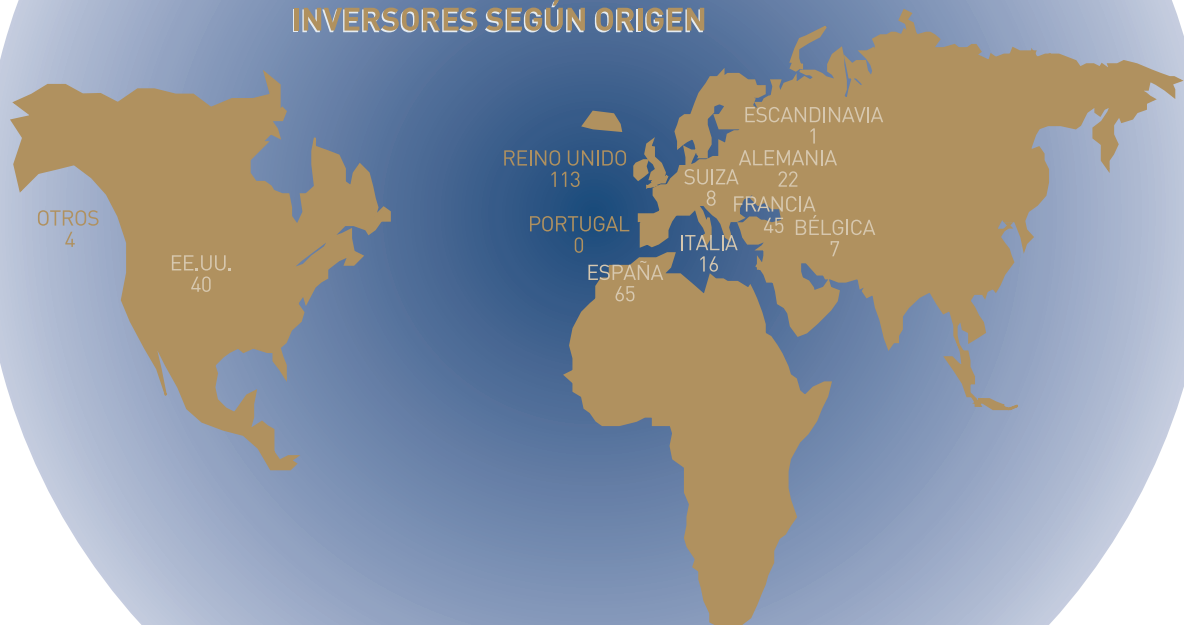 INVERSORES SEGÚN ORIGEN
ESCANDINAVIA
1
REINO UNIDO
113
ALEMANIA
22
SUIZA
8
FRANCIA
45
OTROS
4
PORTUGAL
0
BÉLGICA
7
ITALIA
16
EE.UU.
40
ESPAÑA
65